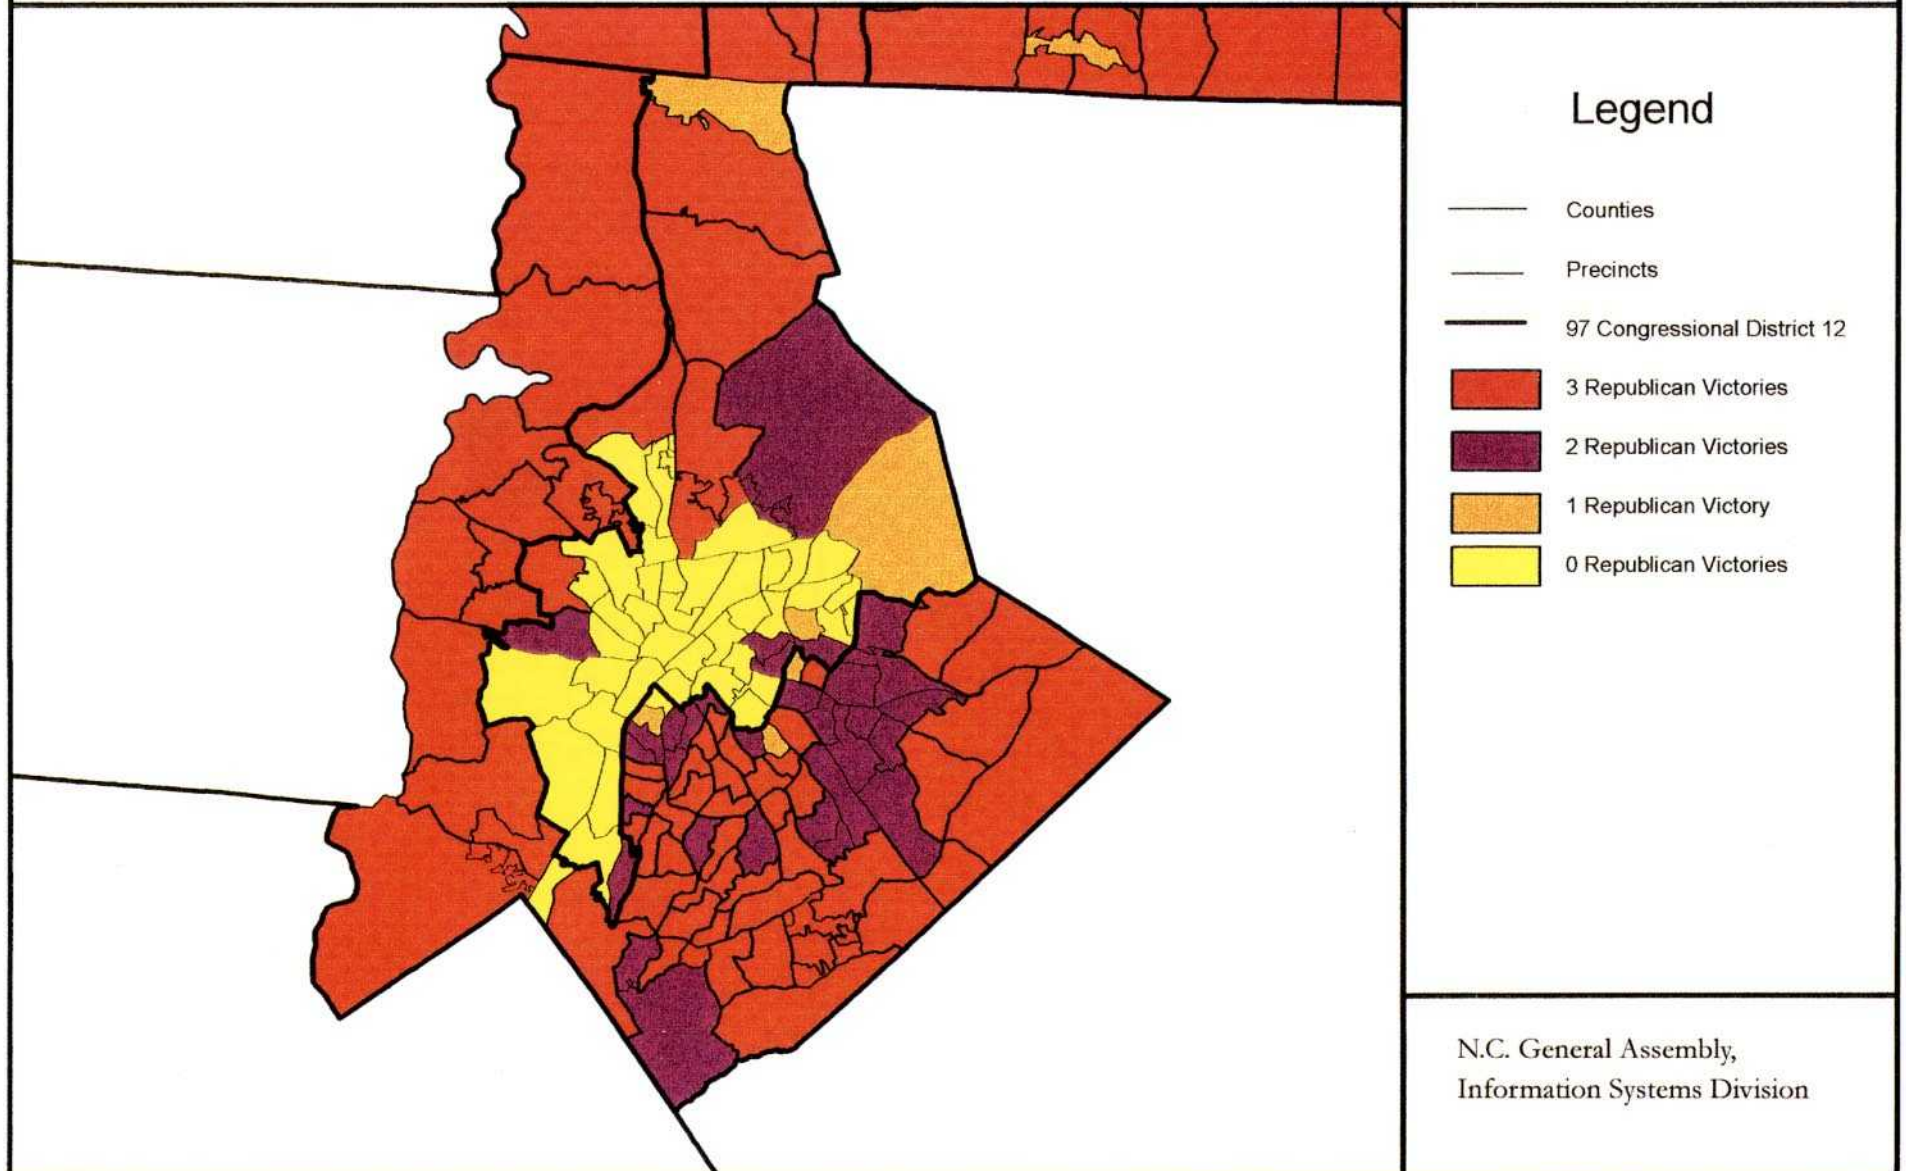 Legend
Counties
Precincts
97 Congressional District 12
3 Republican Victories
2 Republican Victories
1 Republican Victory
0 Republican Victories
N.C. General Assembly,
Information Systems Division